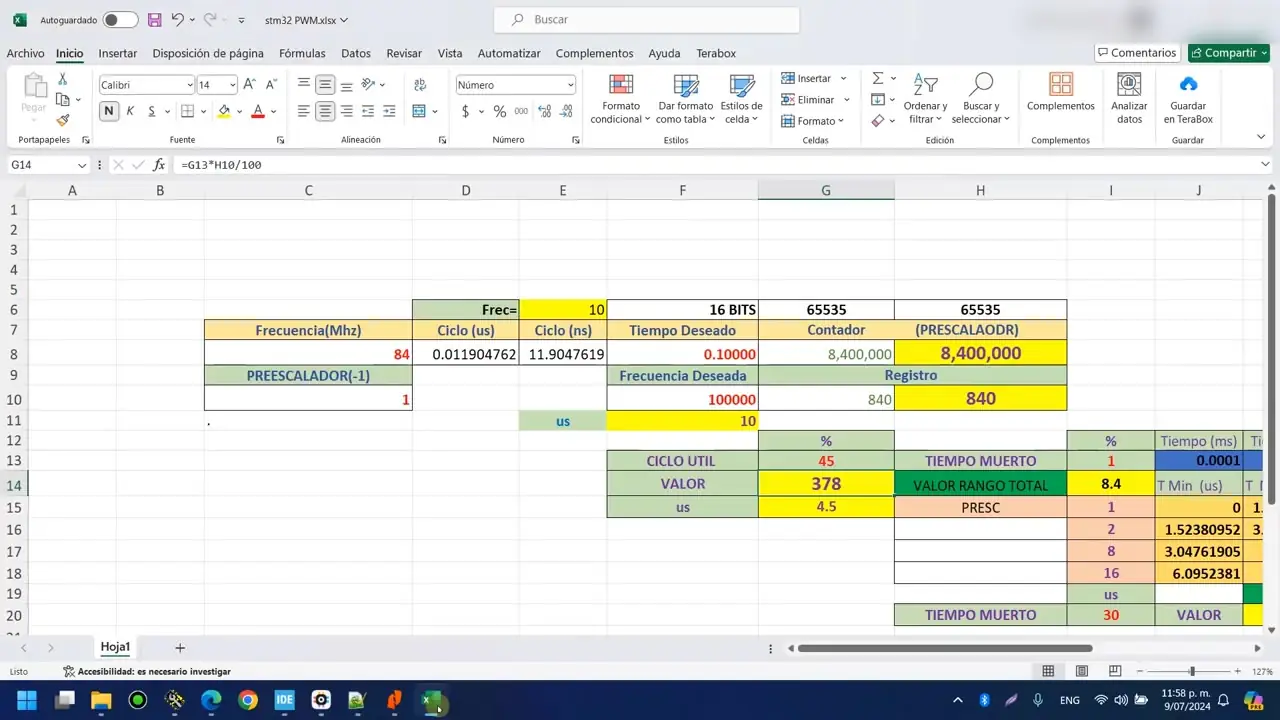 Autoguardado stm32 PWM.xlsx Buscar
Archivo Inicio Insertar Disposición de página Fórmulas Datos Revisar Vista Automatizar Complementos Ayuda Terabox Comentarios Compartir
Pegar Calibri 14 Número Insertar Eliminar Formato
N K S $ % 000
Formato condicional Dar formato como tabla Estilos de celda Ordenar y filtrar Buscar y seleccionar Complementos Analizar datos Guardar en TeraBox
Portapapeles Fuente Alineación Número Estilos Celdas Edición Complementos Guardar
G14 fx =G13*H10/100
A B C D E F G H I J
1
2
3
4
5
6 Frec= 10 16 BITS 65535 65535
7 Frecuencia(Mhz) Ciclo (us) Ciclo (ns) Tiempo Deseado Contador (PRESCALAODR)
8 84 0.011904762 11.9047619 0.10000 8,400,000 8,400,000
9 PREESCALADOR(-1) Frecuencia Deseada Registro
10 1 100000 840 840
11 . us 10
12 % % Tiempo (ms)
13 CICLO UTIL 45 TIEMPO MUERTO 1 0.0001
14 VALOR 378 VALOR RANGO TOTAL 8.4 T Min (us)
15 us 4.5 PRESC 1 0 1.
16 2 1.52380952 3.
17 8 3.04761905
18 16 6.0952381
19 us
20 TIEMPO MUERTO 30 VALOR
Hoja1
Listo Accesibilidad: es necesario investigar 127%
IDE ENG 11:58 p. m.
9/07/2024